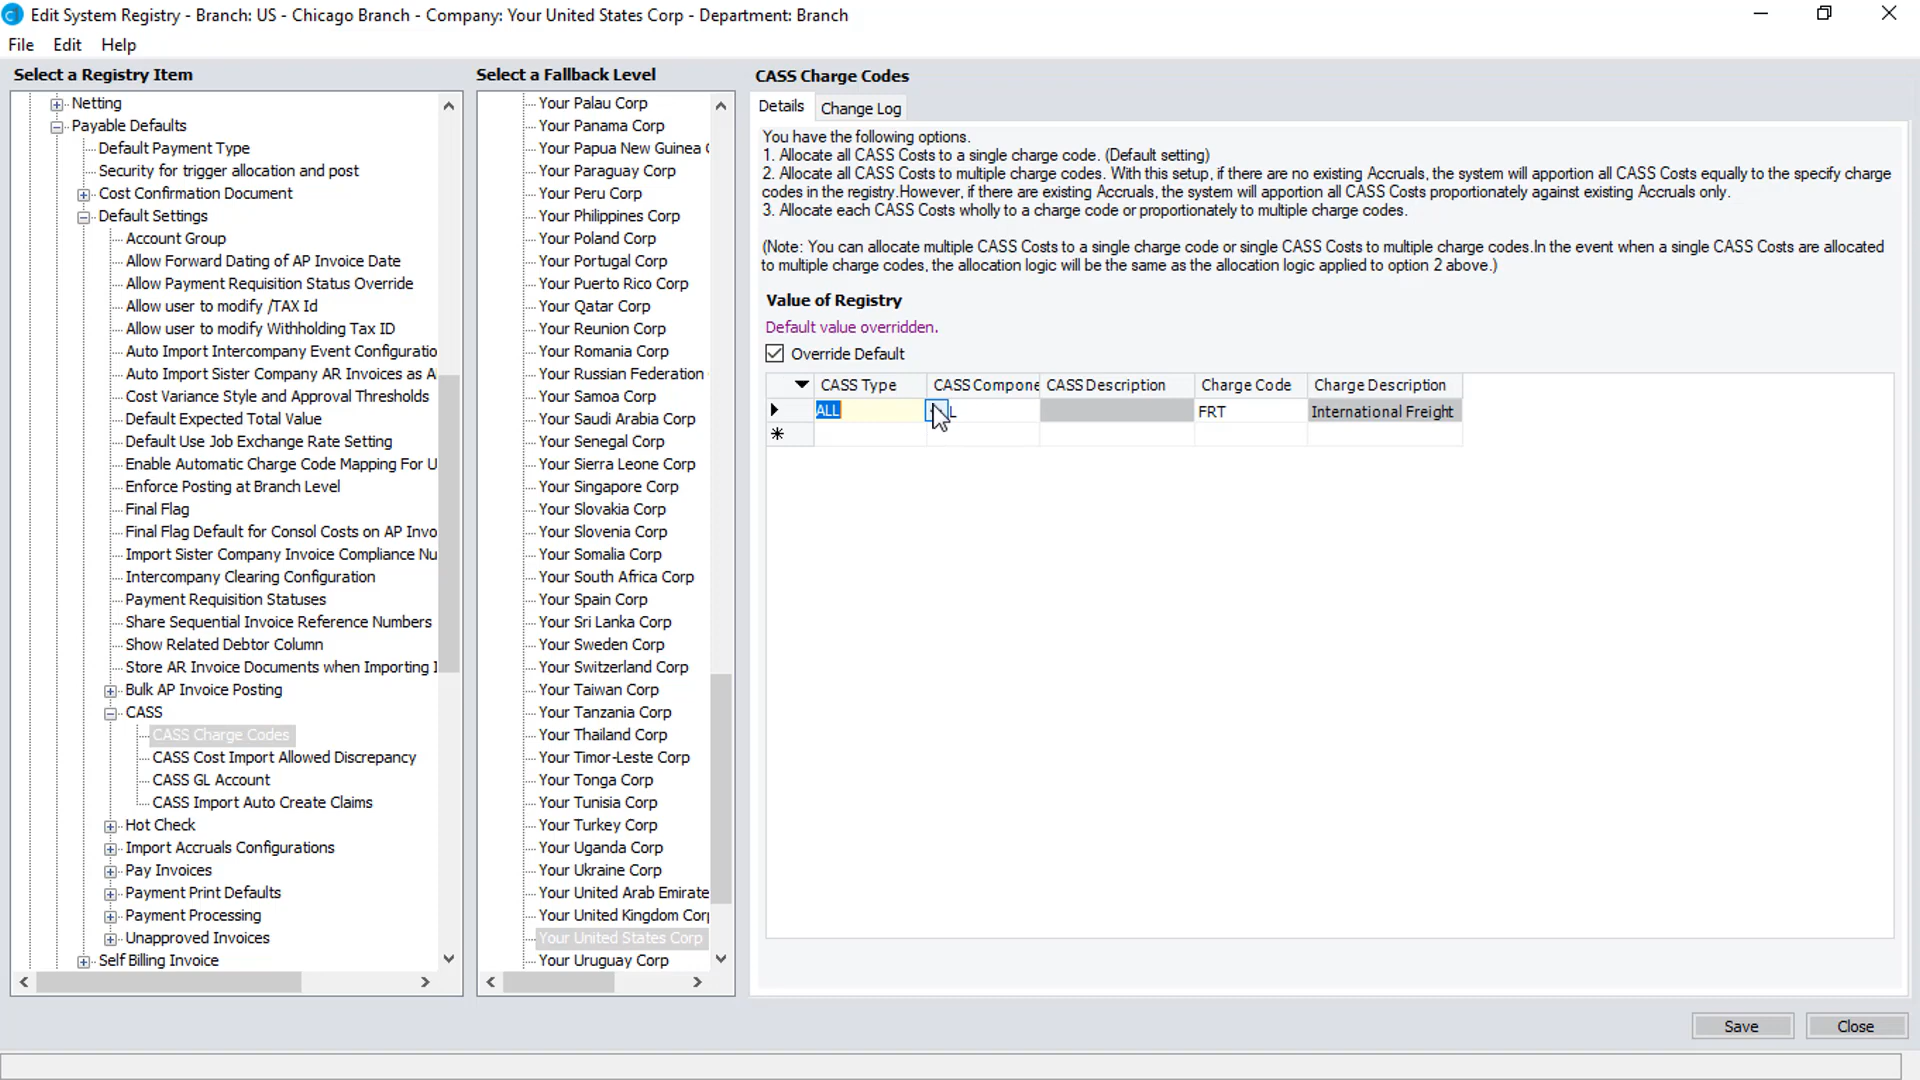 Edit System Registry - Branch: US - Chicago Branch - Company: Your United States Corp - Department: Branch
File Edit Help
Select a Registry Item
Netting
Payable Defaults
Default Payment Type
Security for trigger allocation and post
Cost Confirmation Document
Default Settings
Account Group
Allow Forward Dating of AP Invoice Date
Allow Payment Requisition Status Override
Allow user to modify /TAX Id
Allow user to modify Withholding Tax ID
Auto Import Intercompany Event Configuratio
Auto Import Sister Company AR Invoices as A
Cost Variance Style and Approval Thresholds
Default Expected Total Value
Default Use Job Exchange Rate Setting
Enable Automatic Charge Code Mapping For U
Enforce Posting at Branch Level
Final Flag
Final Flag Default for Consol Costs on AP Invo
Import Sister Company Invoice Compliance Nu
Intercompany Clearing Configuration
Payment Requisition Statuses
Share Sequential Invoice Reference Numbers
Show Related Debtor Column
Store AR Invoice Documents when Importing I
Bulk AP Invoice Posting
CASS
CASS Charge Codes
CASS Cost Import Allowed Discrepancy
CASS GL Account
CASS Import Auto Create Claims
Hot Check
Import Accruals Configurations
Pay Invoices
Payment Print Defaults
Payment Processing
Unapproved Invoices
Self Billing Invoice
Select a Fallback Level
Your Palau Corp
Your Panama Corp
Your Papua New Guinea (
Your Paraguay Corp
Your Peru Corp
Your Philippines Corp
Your Poland Corp
Your Portugal Corp
Your Puerto Rico Corp
Your Qatar Corp
Your Reunion Corp
Your Romania Corp
Your Russian Federation
Your Samoa Corp
Your Saudi Arabia Corp
Your Senegal Corp
Your Sierra Leone Corp
Your Singapore Corp
Your Slovakia Corp
Your Slovenia Corp
Your Somalia Corp
Your South Africa Corp
Your Spain Corp
Your Sri Lanka Corp
Your Sweden Corp
Your Switzerland Corp
Your Taiwan Corp
Your Tanzania Corp
Your Thailand Corp
Your Timor-Leste Corp
Your Tonga Corp
Your Tunisia Corp
Your Turkey Corp
Your Uganda Corp
Your Ukraine Corp
Your United Arab Emirate
Your United Kingdom Corp
Your United States Corp
Your Uruguay Corp
CASS Charge Codes
Details Change Log
You have the following options.
1. Allocate all CASS Costs to a single charge code. (Default setting)
2. Allocate all CASS Costs to multiple charge codes. With this setup, if there are no existing Accruals, the system will apportion all CASS Costs equally to the specify charge
codes in the registry.However, if there are existing Accruals, the system will apportion all CASS Costs proportionately against existing Accruals only.
3. Allocate each CASS Costs wholly to a charge code or proportionately to multiple charge codes.
(Note: You can allocate multiple CASS Costs to a single charge code or single CASS Costs to multiple charge codes.In the event when a single CASS Costs are allocated
to multiple charge codes, the allocation logic will be the same as the allocation logic applied to option 2 above.)
Value of Registry
Default value overridden.
Override Default
CASS Type CASS Compone CASS Description Charge Code Charge Description
ALL L FRT International Freight
Save Close